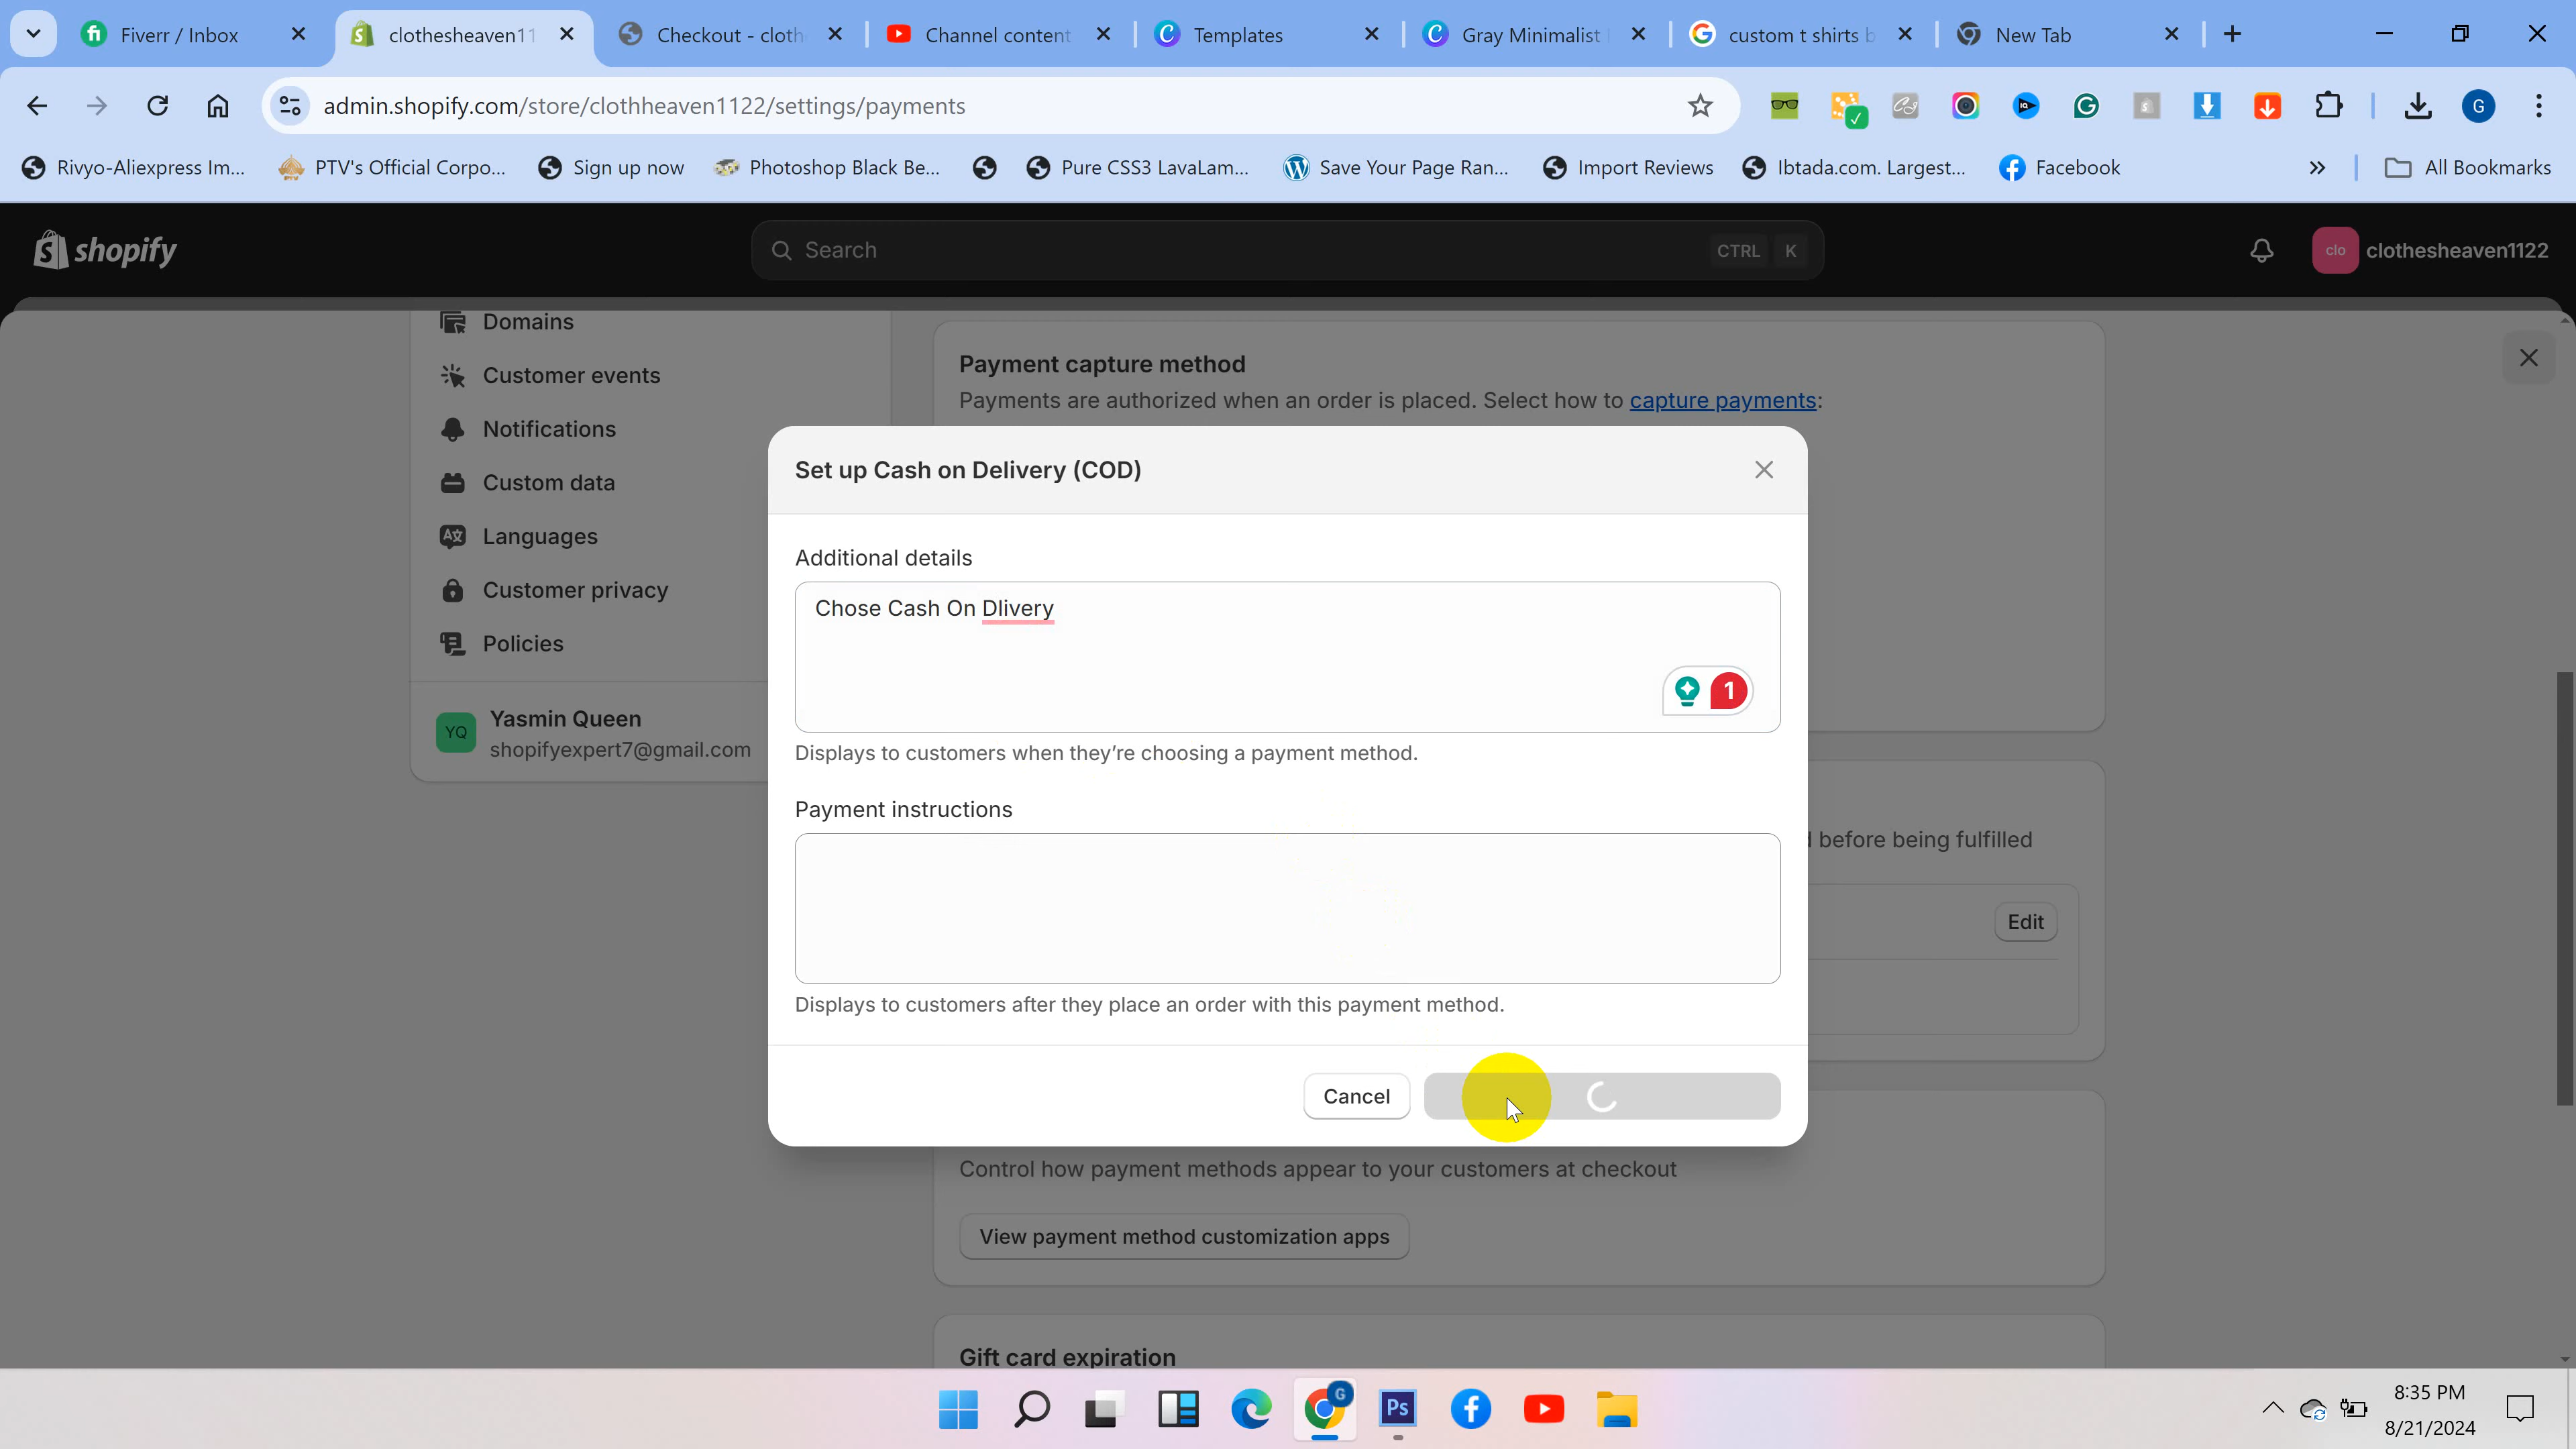 Fiverr / Inbox
clothesheaven11
Checkout - cloth
Channel content
Templates
Gray Minimalist
custom t shirts b
New Tab
admin.shopify.com/store/clothheaven1122/settings/payments
G
Rivyo-Aliexpress Im...
PTV's Official Corpo...
Sign up now
Photoshop Black Be...
Pure CSS3 LavaLam...
Save Your Page Ran...
Import Reviews
Ibtada.com. Largest...
Facebook
All Bookmarks
shopify
Search
CTRL K
clo
clothesheaven1122
Domains
Customer events
Notifications
Custom data
Languages
Customer privacy
Policies
YQ
Yasmin Queen
shopifyexpert7@gmail.com
Payment capture method
Payments are authorized when an order is placed. Select how to capture payments:
Set up Cash on Delivery (COD)
Additional details
Chose Cash On Dlivery
1
Displays to customers when they're choosing a payment method.
Payment instructions
before being fulfilled
Edit
Displays to customers after they place an order with this payment method.
Cancel
Control how payment methods appear to your customers at checkout
View payment method customization apps
Gift card expiration
G
Ps
8:35 PM
8/21/2024